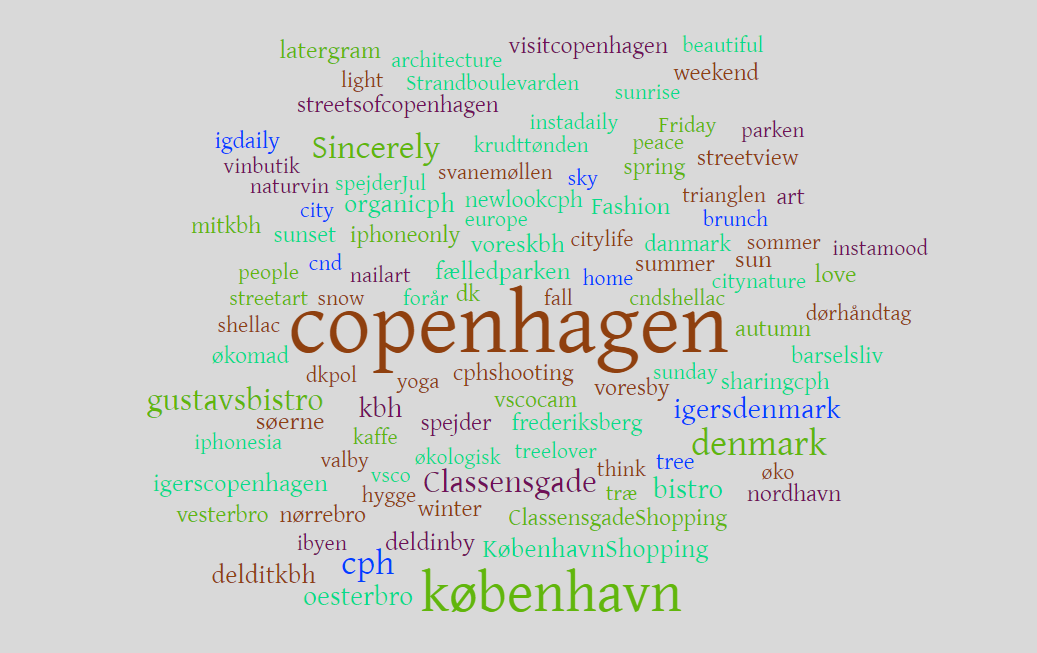 visitcopenhagen beautiful
latergram architecture
light Strandboulevarden weekend
sunrise
streetsofcopenhagen
instadaily Friday parken
igdaily Sincerely krudttønden peace
vinbutik svanemøllen spring streetview
naturvin spejderJul sky trianglen art
city organicph newlookcph Fashion brunch
mitkbh sunset iphoneonly europe
voreskbh citylife danmark sommer instamood
people cnd nailart fælledparken home summer sun citynature love
streetart snow forår dk fall cndshellac
shellac copenhagen autumn dørhåndtag
økomad barselsliv
dkpol yoga cphshooting voresby sunday sharingcph
gustavsbistro kbh vscocam igersdenmark
søerne spejder frederiksberg
iphonesia kaffe denmark
valby økologisk treelover think tree øko
igerscopenhagen vsco Classensgade træ bistro nordhavn
hygge winter
vesterbro nørrebro ClassensgadeShopping
ibyen deldinby KøbenhavnShopping
delditkbh cph
oesterbro københavn